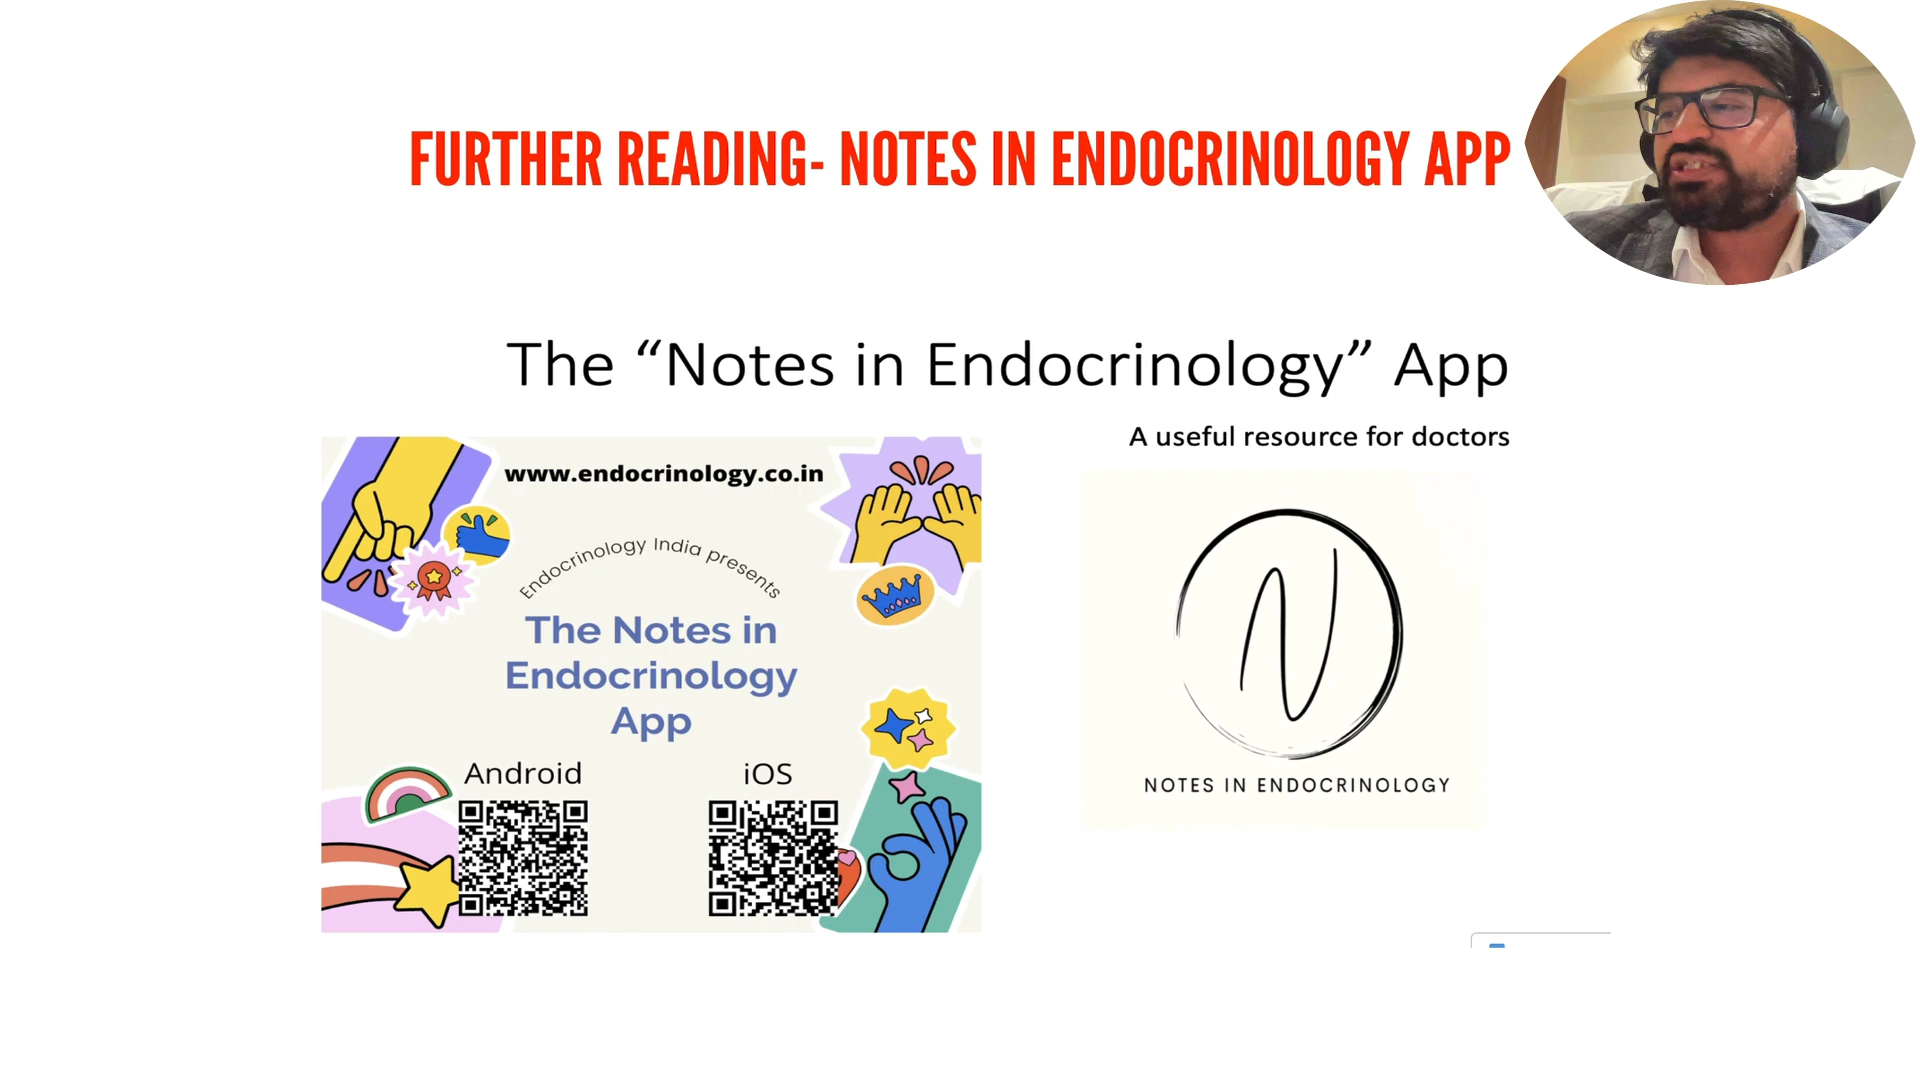 FURTHER READING- NOTES IN ENDOCRINOLOGY APP
The “Notes in Endocrinology” App
A useful resource for doctors
www.endocrinology.co.in
Endocrinology India presents
The Notes in
Endocrinology
App
Android
iOS
N
NOTES IN ENDOCRINOLOGY